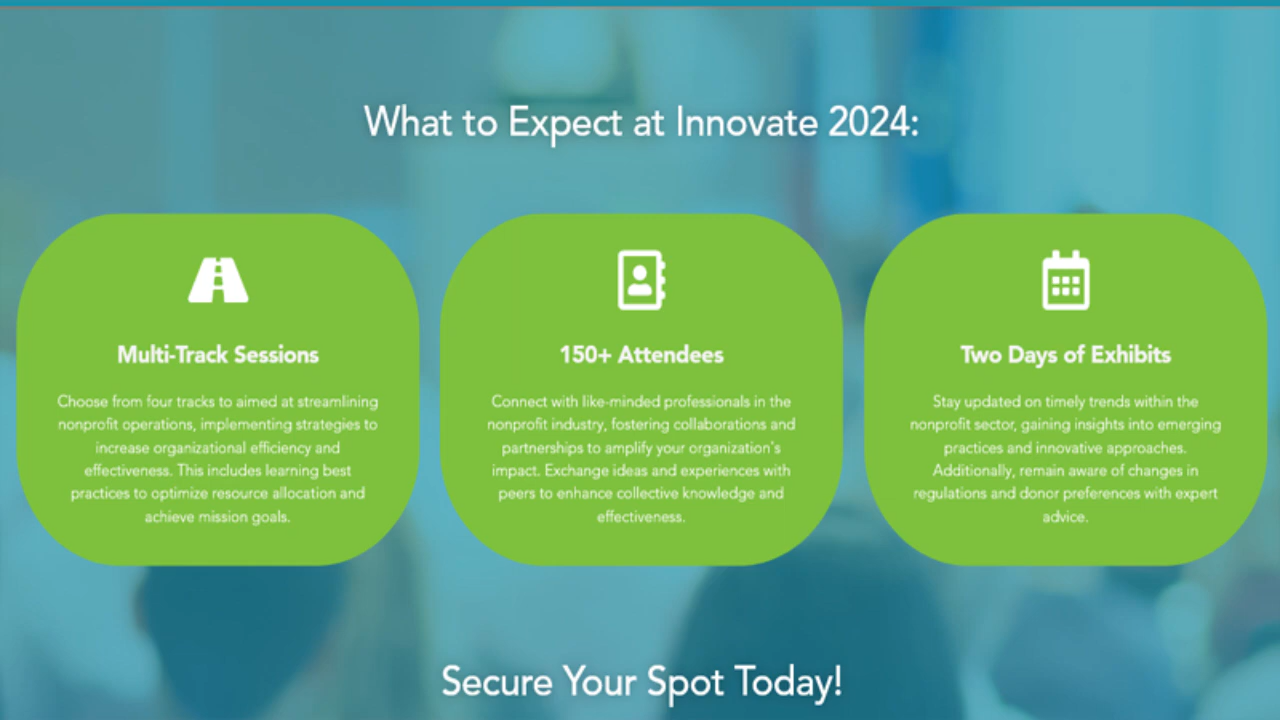 What to Expect at Innovate 2024:
Multi-Track Sessions
Choose from four tracks to aimed at streamlining
nonprofit operations, implementing strategies to
increase organizational efficiency and
effectiveness. This includes learning best
practices to optimize resource allocation and
achieve mission goals.
150+ Attendees
Connect with like-minded professionals in the
nonprofit industry, fostering collaborations and
partnerships to amplify your organization's
impact. Exchange ideas and experiences with
peers to enhance collective knowledge and
effectiveness.
Two Days of Exhibits
Stay updated on timely trends within the
nonprofit sector, gaining insights into emerging
practices and innovative approaches.
Additionally, remain aware of changes in
regulations and donor preferences with expert
advice.
Secure Your Spot Today!